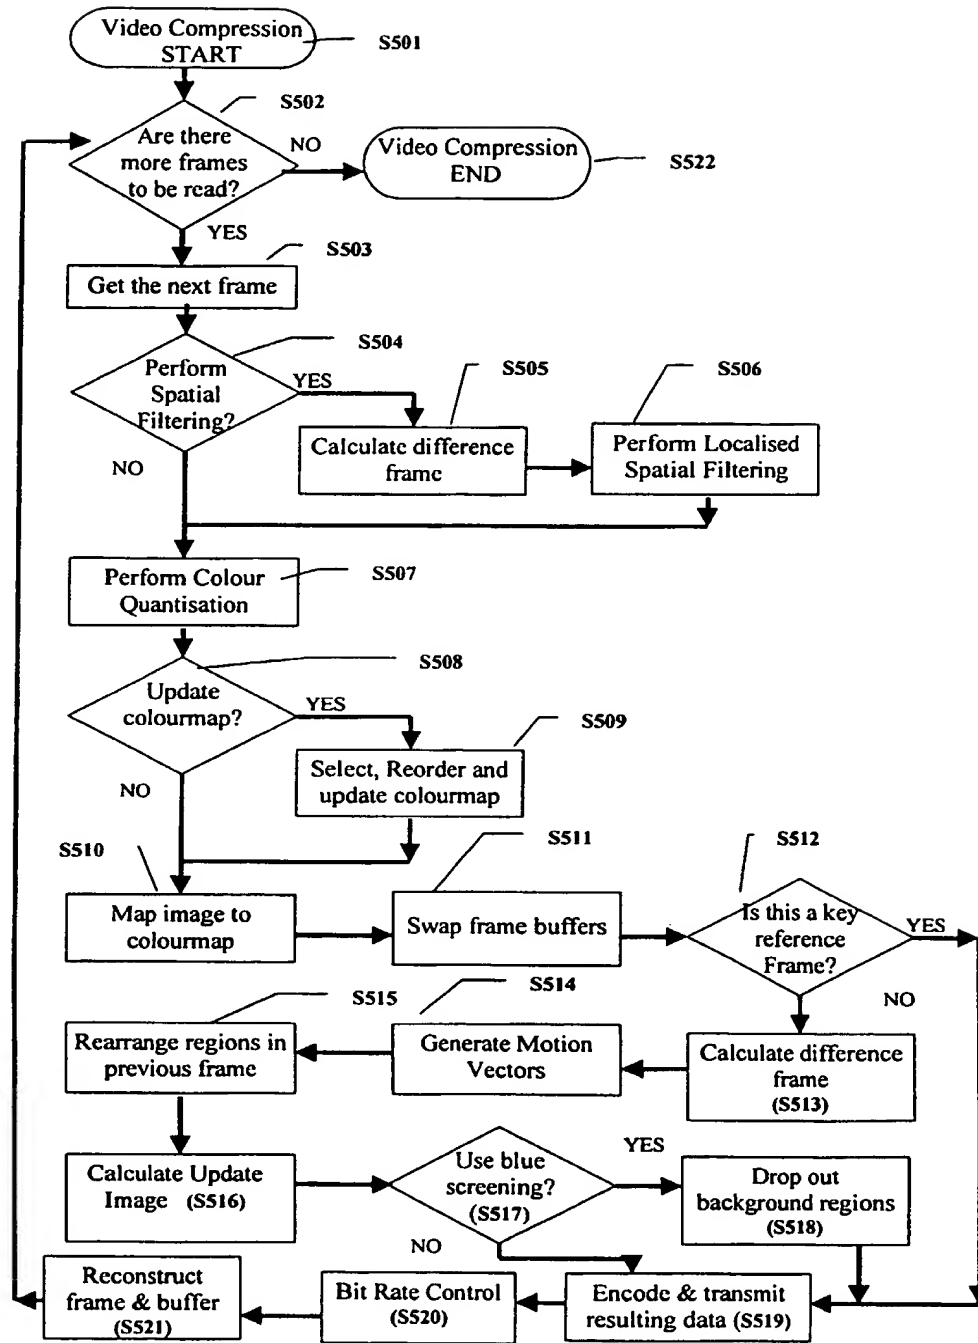 Video Compression
START
S501
S502
Are there
more frames
to be read?
NO
Video Compression
END
S522
YES
S503
Get the next frame
S504
Perform
Spatial
Filtering?
YES
NO
S505
Calculate difference
frame
S506
Perform Localised
Spatial Filtering
Perform Colour
Quantisation
S507
S508
Update
colourmap?
YES
NO
S509
Select, Reorder and
update colourmap
S510
Map image to
colourmap
S511
Swap frame buffers
S512
Is this a key
reference
Frame?
YES
NO
Calculate difference
frame
(S513)
S514
Generate Motion
Vectors
S515
Rearrange regions in
previous frame
Calculate Update
Image (S516)
Use blue
screening?
(S517)
YES
NO
Drop out
background regions
(S518)
Encode & transmit
resulting data (S519)
Bit Rate Control
(S520)
Reconstruct
frame & buffer
(S521)